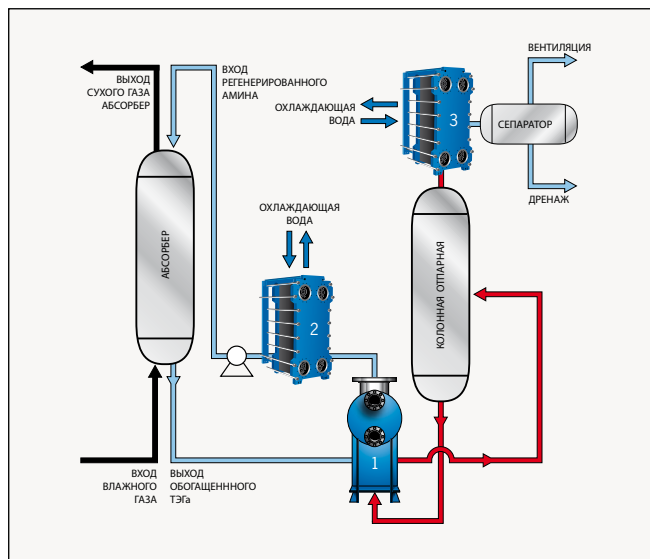 ВЫХОД
СУХОГО ГАЗА
АБСОРБЕР
ВХОД
РЕГЕНЕРИРОВАННОГО
АМИНА
ОХЛАЖДАЮЩАЯ
ВОДА
3
ВЕНТИЛЯЦИЯ
СЕПАРАТОР
ДРЕНАЖ
АБСОРБЕР
ОХЛАЖДАЮЩАЯ
ВОДА
2
КОЛОННАЯ ОТПАРНАЯ
1
ВХОД
ВЛАЖНОГО
ГАЗА
ВЫХОД
ОБОГАЩЕНННОГО
ТЭГа